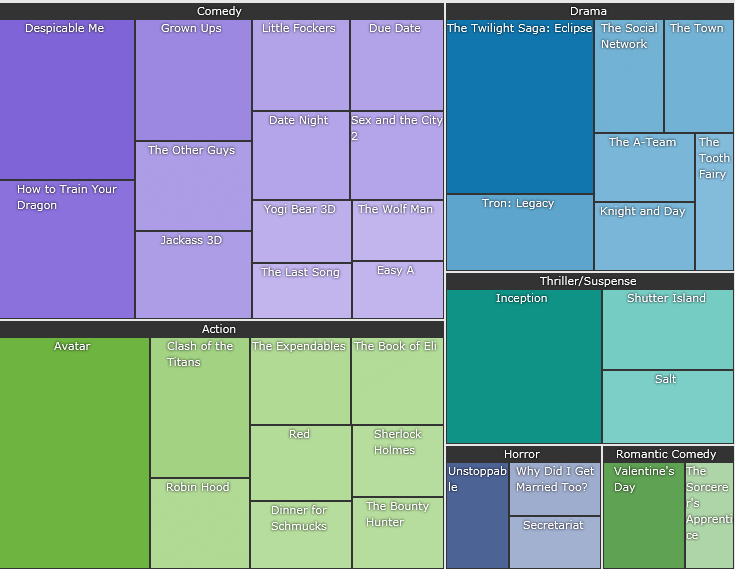 Comedy
Despicable Me
Grown Ups
Little Fockers
Due Date
Date Night
Sex and the City
2
The Other Guys
How to Train Your
Dragon
Jackass 3D
Yogi Bear 3D
The Wolf Man
The Last Song
Easy A
Drama
The Twilight Saga: Eclipse
The Social
Network
The Town
The A-Team
The
Tooth
Fairy
Tron: Legacy
Knight and Day
Thriller/Suspense
Inception
Shutter Island
Salt
Action
Avatar
Clash of the
Titans
The Expendables
The Book of Eli
Red
Sherlock
Holmes
Robin Hood
Dinner for
Schmucks
The Bounty
Hunter
Horror
Unstoppab
le
Why Did I Get
Married Too?
Secretariat
Romantic Comedy
Valentine's
Day
The
Sorcere
r's
Apprenti
ce